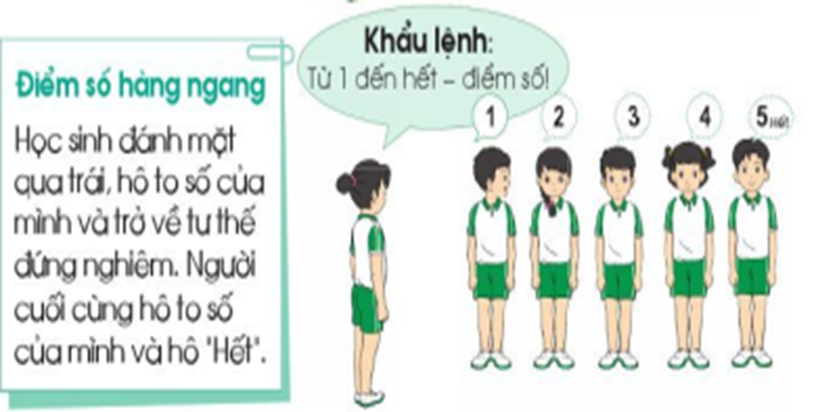 Điểm số hàng ngang
Học sinh đánh mặt
qua trái, hô to số của
mình và trở về tư thế
đứng nghiêm. Người
cuối cùng hô to số
của mình và hô "Hết".
Khẩu lệnh:
Từ 1 đến hết – điểm số!
1
2
3
4
5 Hết